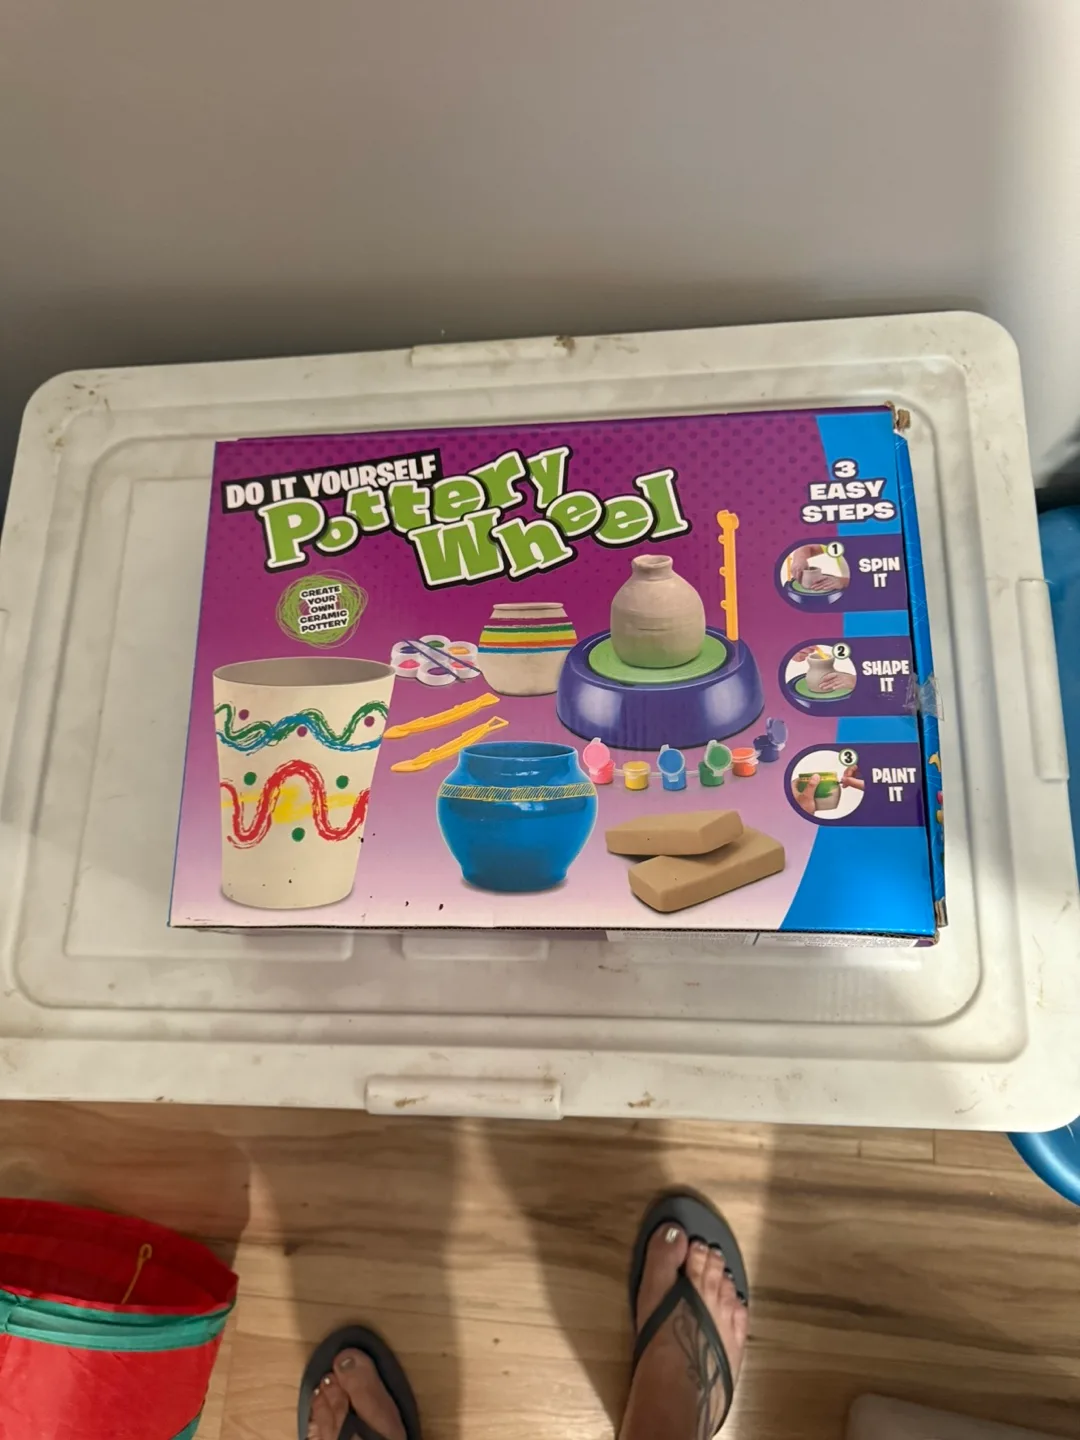 DO IT YOURSELF
Pottery
Wheel
CREATE
YOUR
OWN
CERAMIC
POTTERY
3
EASY
STEPS
1
SPIN
IT
2
SHAPE
IT
3
PAINT
IT